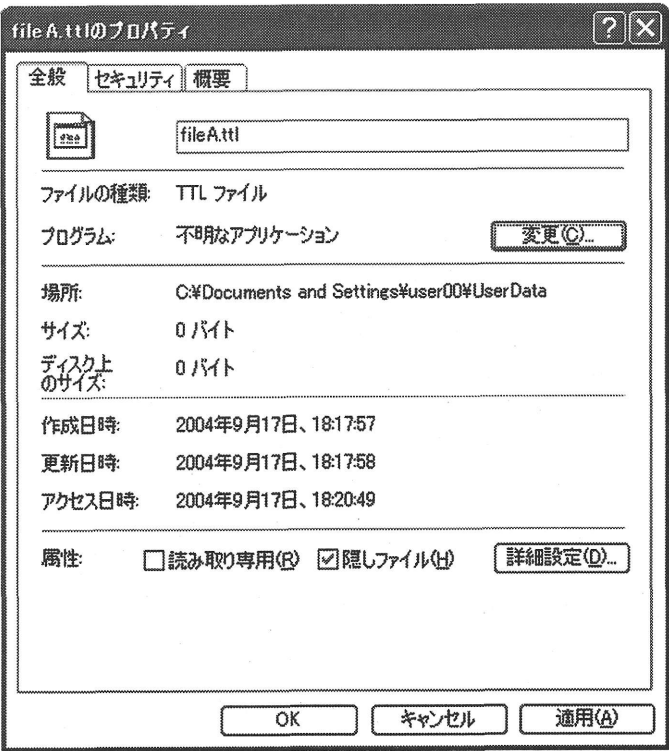 fileA.ttlのプロパティ
全般 セキュリティ 概要
fileA.ttl
ファイルの種類: TTL ファイル
プログラム: 不明なアプリケーション 変更(C)...
場所: C:¥Documents and Settings¥user00¥UserData
サイズ: 0 バイト
ディスク上
のサイズ: 0 バイト
作成日時: 2004年9月17日、18:17:57
更新日時: 2004年9月17日、18:17:58
アクセス日時: 2004年9月17日、18:20:49
属性: 読み取り専用(R) 隠しファイル(H) 詳細設定(D)...
OK キャンセル 適用(A)